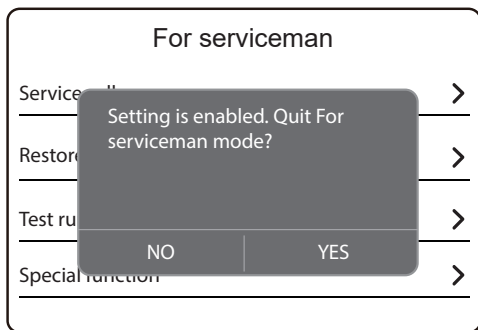 For serviceman
Service
Setting is enabled. Quit For
serviceman mode?
Restore
Test ru
NO YES
Special function